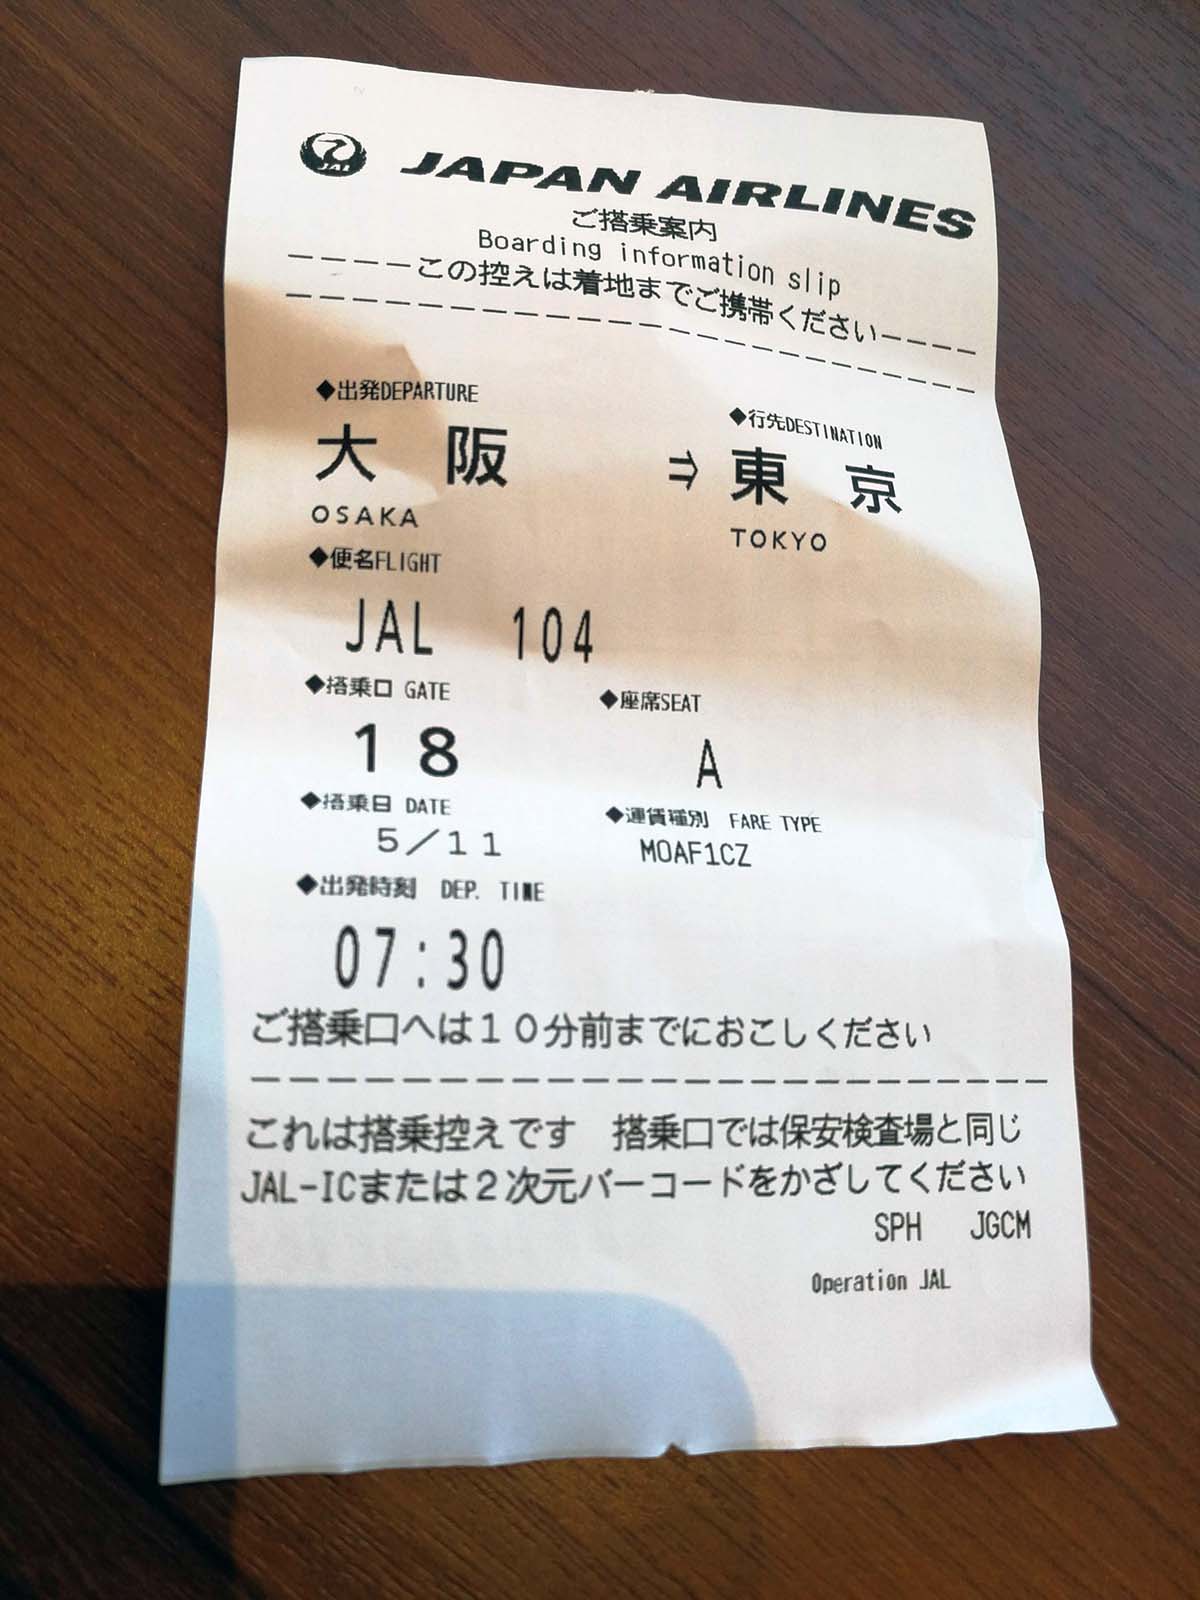 JAL JAPAN AIRLINES
ご搭乗案内
Boarding information slip
----この控えは着地までご携帯ください----
◆出発DEPARTURE ◆行先DESTINATION
大阪 ⇒ 東京
OSAKA TOKYO
◆便名FLIGHT
JAL 104
◆搭乗口 GATE ◆座席SEAT
18 A
◆搭乗日 DATE ◆運賃種別 FARE TYPE
5/11 MOAF1CZ
◆出発時刻 DEP. TIME
07:30
ご搭乗口へは10分前までにおこしください
これは搭乗控えです 搭乗口では保安検査場と同じ
JAL-ICまたは2次元バーコードをかざしてください
SPH JGCM
Operation JAL